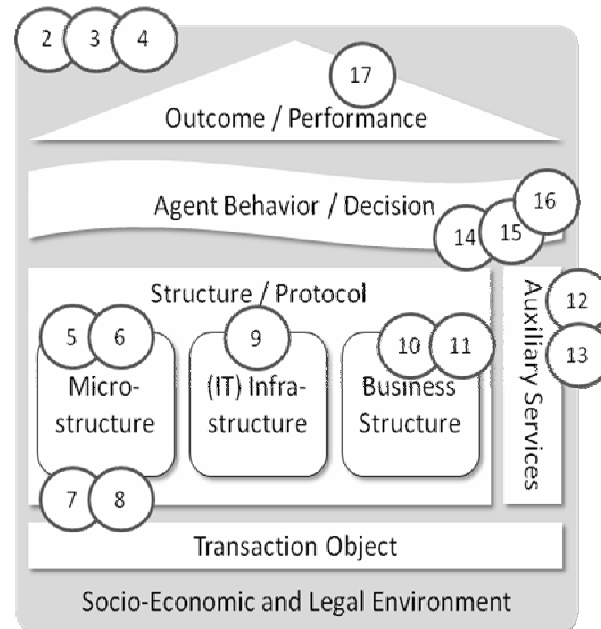 2 3 4
17
Outcome / Performance
Agent Behavior / Decision
16
14 15
Structure / Protocol
Auxiliary Services
12
13
5 6
9
10 11
Micro-
structure
(IT) Infra-
structure
Business
Structure
7 8
Transaction Object
Socio-Economic and Legal Environment